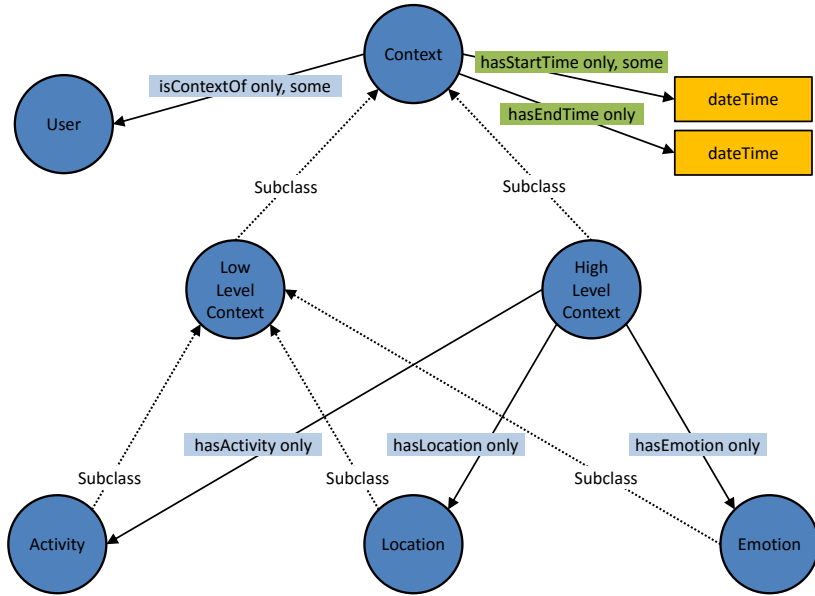 Context
hasStartTime only, some
isContextOf only, some
dateTime
hasEndTime only
User
dateTime
Subclass
Subclass
Low
Level
Context
High
Level
Context
hasActivity only
hasLocation only
hasEmotion only
Subclass
Subclass
Subclass
Activity
Location
Emotion